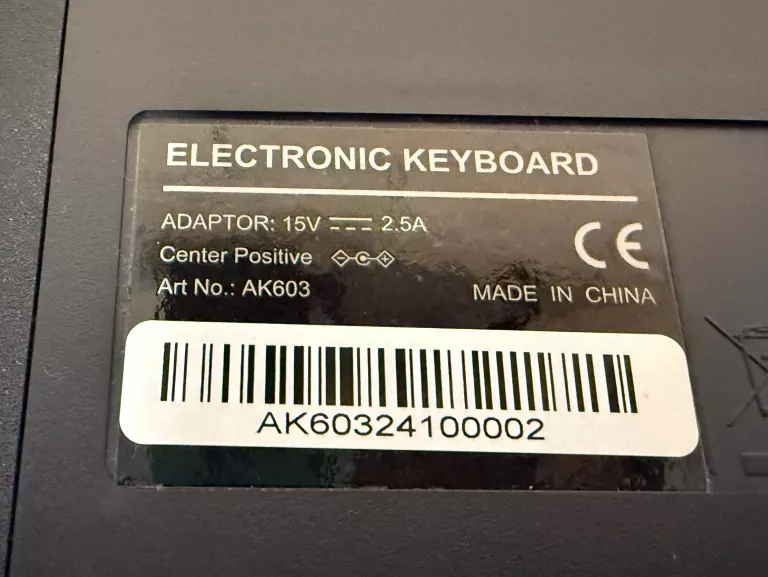 ELECTRONIC KEYBOARD
ADAPTOR: 15V ⎓ 2.5A
Center Positive
Art No.: AK603
CE
MADE IN CHINA
AK60324100002